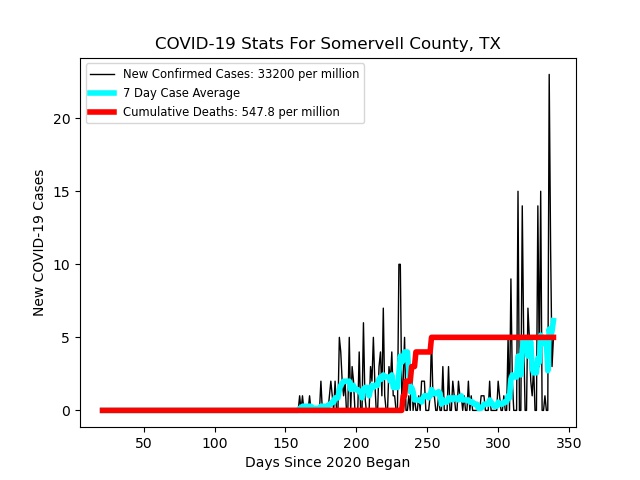 COVID-19 Stats For Somervell County, TX
New Confirmed Cases: 33200 per million
7 Day Case Average
Cumulative Deaths: 547.8 per million
New COVID-19 Cases
20
15
10
5
0
50 100 150 200 250 300 350
Days Since 2020 Began